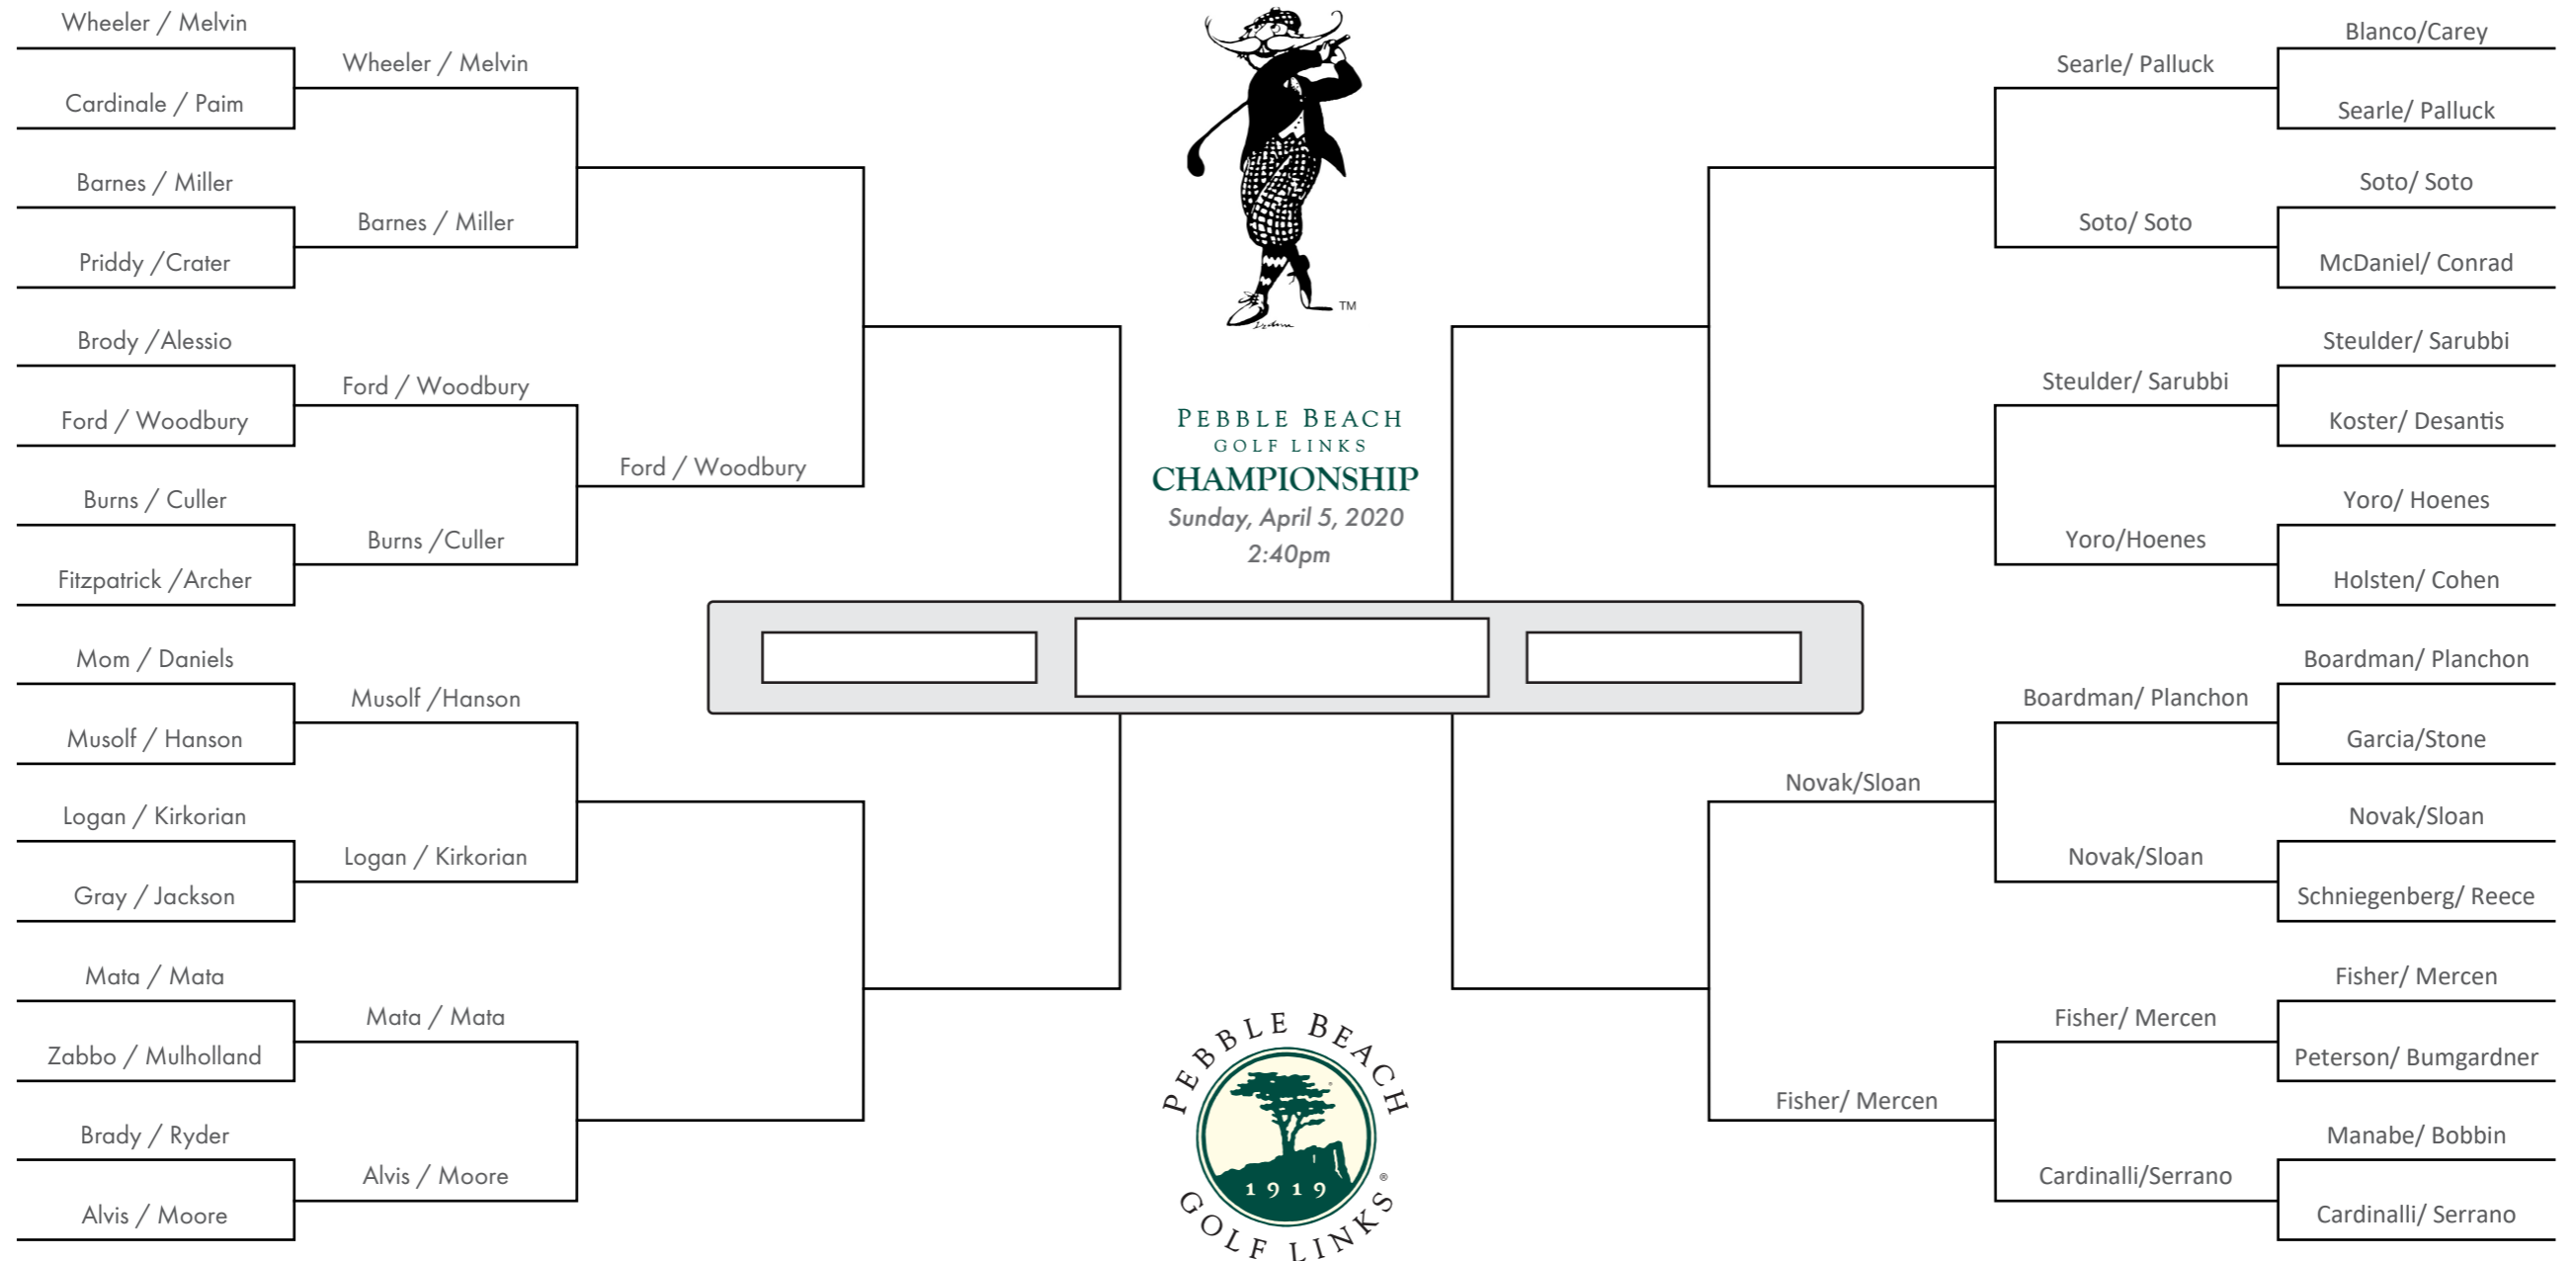 Wheeler / Melvin
Cardinale / Paim
Barnes / Miller
Priddy /Crater
Brody /Alessio
Ford / Woodbury
Burns / Culler
Fitzpatrick /Archer
Mom / Daniels
Musolf / Hanson
Logan / Kirkorian
Gray / Jackson
Mata / Mata
Zabbo / Mulholland
Brady / Ryder
Alvis / Moore
Wheeler / Melvin
Barnes / Miller
Ford / Woodbury
Burns /Culler
Musolf /Hanson
Logan / Kirkorian
Mata / Mata
Alvis / Moore
Ford / Woodbury
TM
PEBBLE BEACH
GOLF LINKS
CHAMPIONSHIP
Sunday, April 5, 2020
2:40pm
PEBBLE BEACH
1919
GOLF LINKS®
Novak/Sloan
Fisher/ Mercen
Searle/ Palluck
Soto/ Soto
Steulder/ Sarubbi
Yoro/Hoenes
Boardman/ Planchon
Novak/Sloan
Fisher/ Mercen
Cardinalli/Serrano
Blanco/Carey
Searle/ Palluck
Soto/ Soto
McDaniel/ Conrad
Steulder/ Sarubbi
Koster/ Desantis
Yoro/ Hoenes
Holsten/ Cohen
Boardman/ Planchon
Garcia/Stone
Novak/Sloan
Schniegenberg/ Reece
Fisher/ Mercen
Peterson/ Bumgardner
Manabe/ Bobbin
Cardinalli/ Serrano